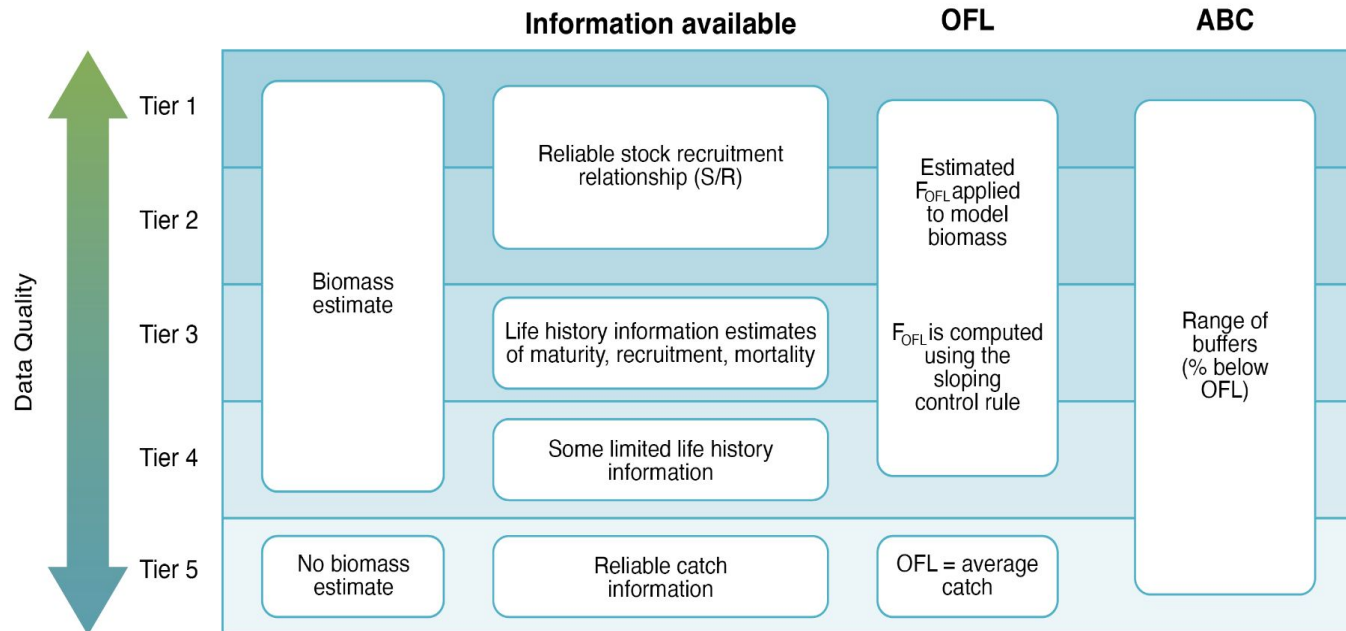 Information available
OFL
ABC
Data Quality
Tier 1
Tier 2
Tier 3
Tier 4
Tier 5
Biomass
estimate
No biomass
estimate
Reliable stock recruitment
relationship (S/R)
Life history information estimates
of maturity, recruitment, mortality
Some limited life history
information
Reliable catch
information
Estimated
FOFL applied
to model
biomass
FOFL is computed
using the
sloping
control rule
OFL = average
catch
Range of
buffers
(% below
OFL)